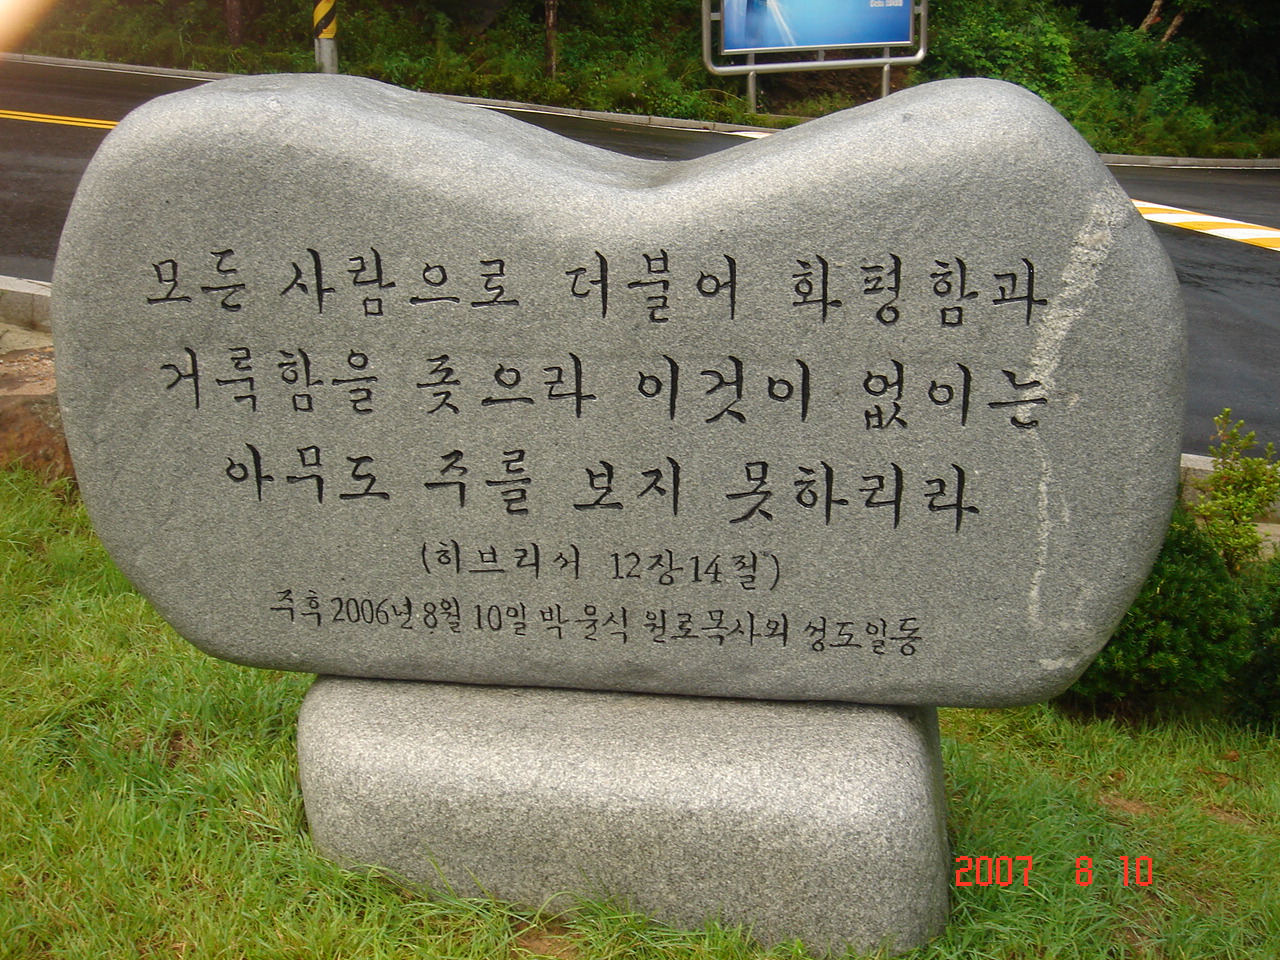 모든 사람으로 더불어 화평함과
거룩함을 좇으라 이것이 없이는
아무도 주를 보지 못하리라
(히브리서 12장14절)
주후 2006년 8월 10일 박윤식 원로목사외 성도일동
2007 8 10